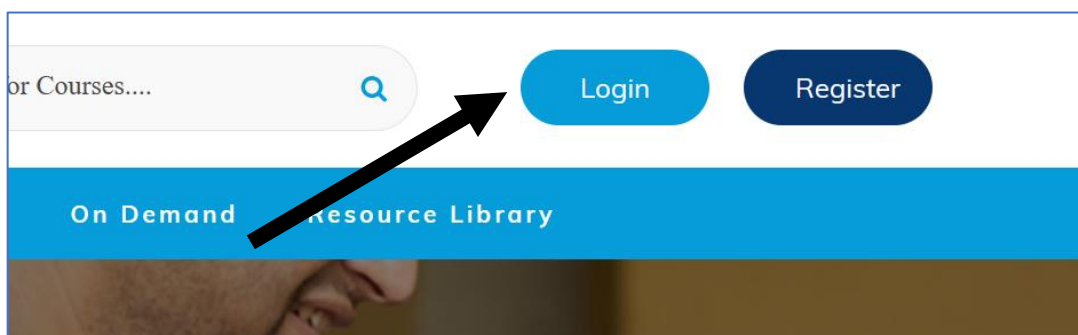 or Courses....
Login
Register
On Demand
Resource Library